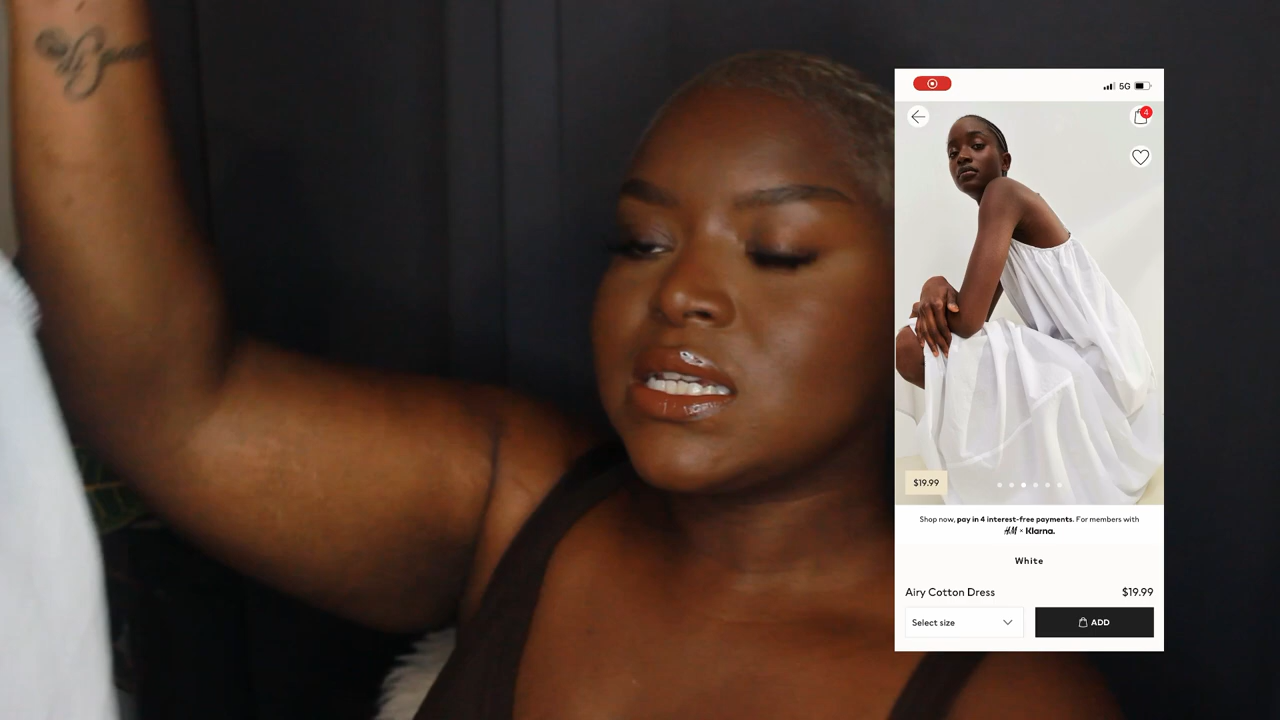 5G
4
$19.99
Shop now, pay in 4 interest-free payments. For members with
H&M × Klarna.
White
Airy Cotton Dress
$19.99
Select size
ADD